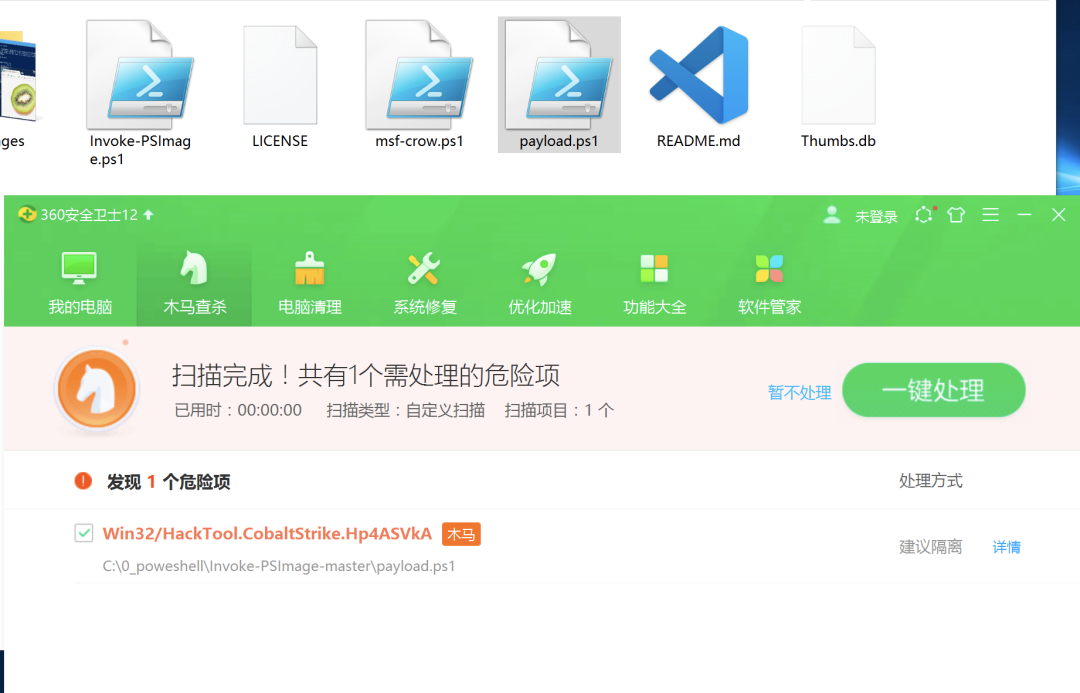 ges
Invoke-PSImag
e.ps1
LICENSE
msf-crow.ps1
payload.ps1
README.md
Thumbs.db
360安全卫士12
未登录
我的电脑
木马查杀
电脑清理
系统修复
优化加速
功能大全
软件管家
扫描完成！共有1个需处理的危险项
已用时：00:00:00 扫描类型：自定义扫描 扫描项目：1 个
暂不处理
一键处理
发现 1 个危险项
处理方式
Win32/HackTool.CobaltStrike.Hp4ASVkA 木马
C:\0_poweshell\Invoke-PSImage-master\payload.ps1
建议隔离
详情